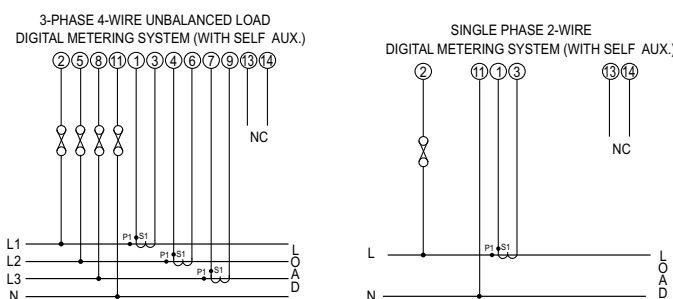 3-PHASE 4-WIRE UNBALANCED LOAD
DIGITAL METERING SYSTEM (WITH SELF AUX.)
2 5 8 11 1 3 4 6 7 9 13 14
NC
L1 P1 S1
L2 P1 S1
L3 P1 S1
N
LOAD
SINGLE PHASE 2-WIRE
DIGITAL METERING SYSTEM (WITH SELF AUX.)
2 11 1 3 13 14
NC
L P1 S1
N
LOAD